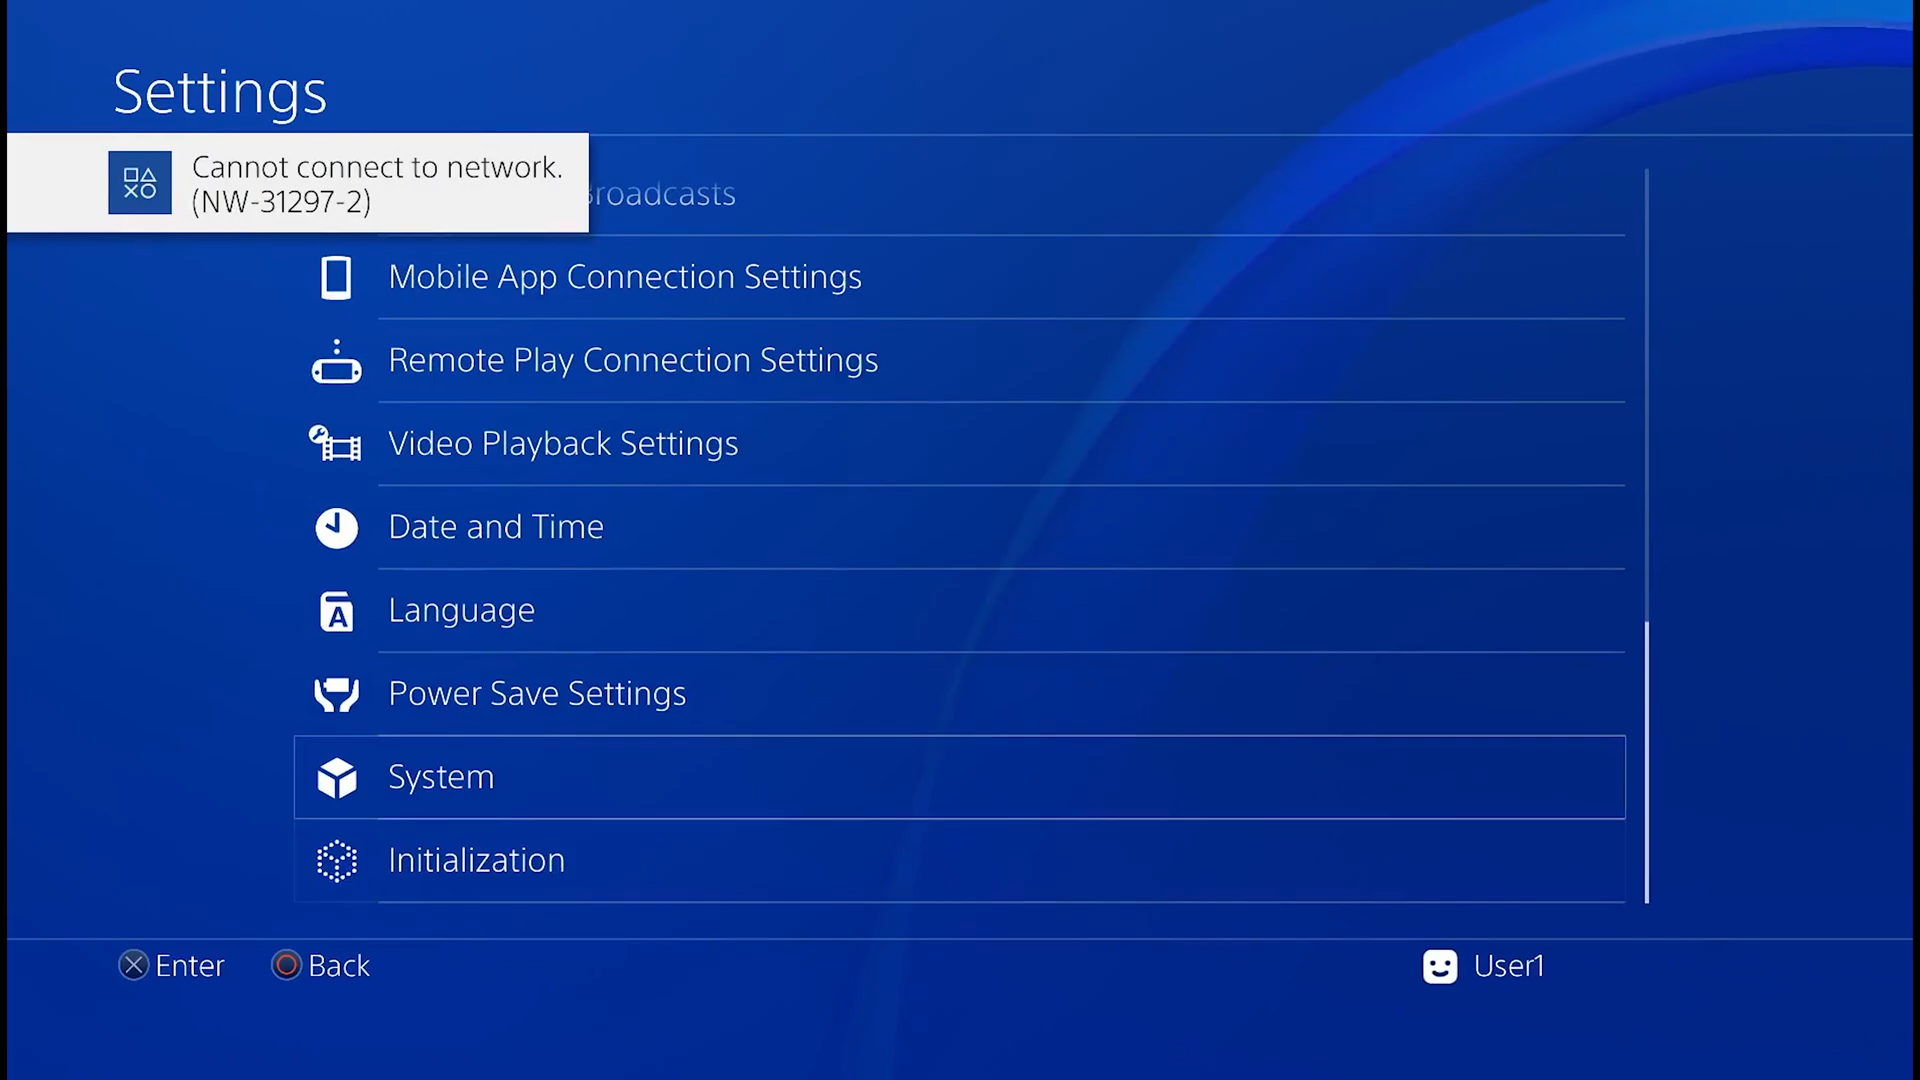 Settings
Cannot connect to network.
(NW-31297-2)
Broadcasts
Mobile App Connection Settings
Remote Play Connection Settings
Video Playback Settings
Date and Time
Language
Power Save Settings
System
Initialization
Enter
Back
User1